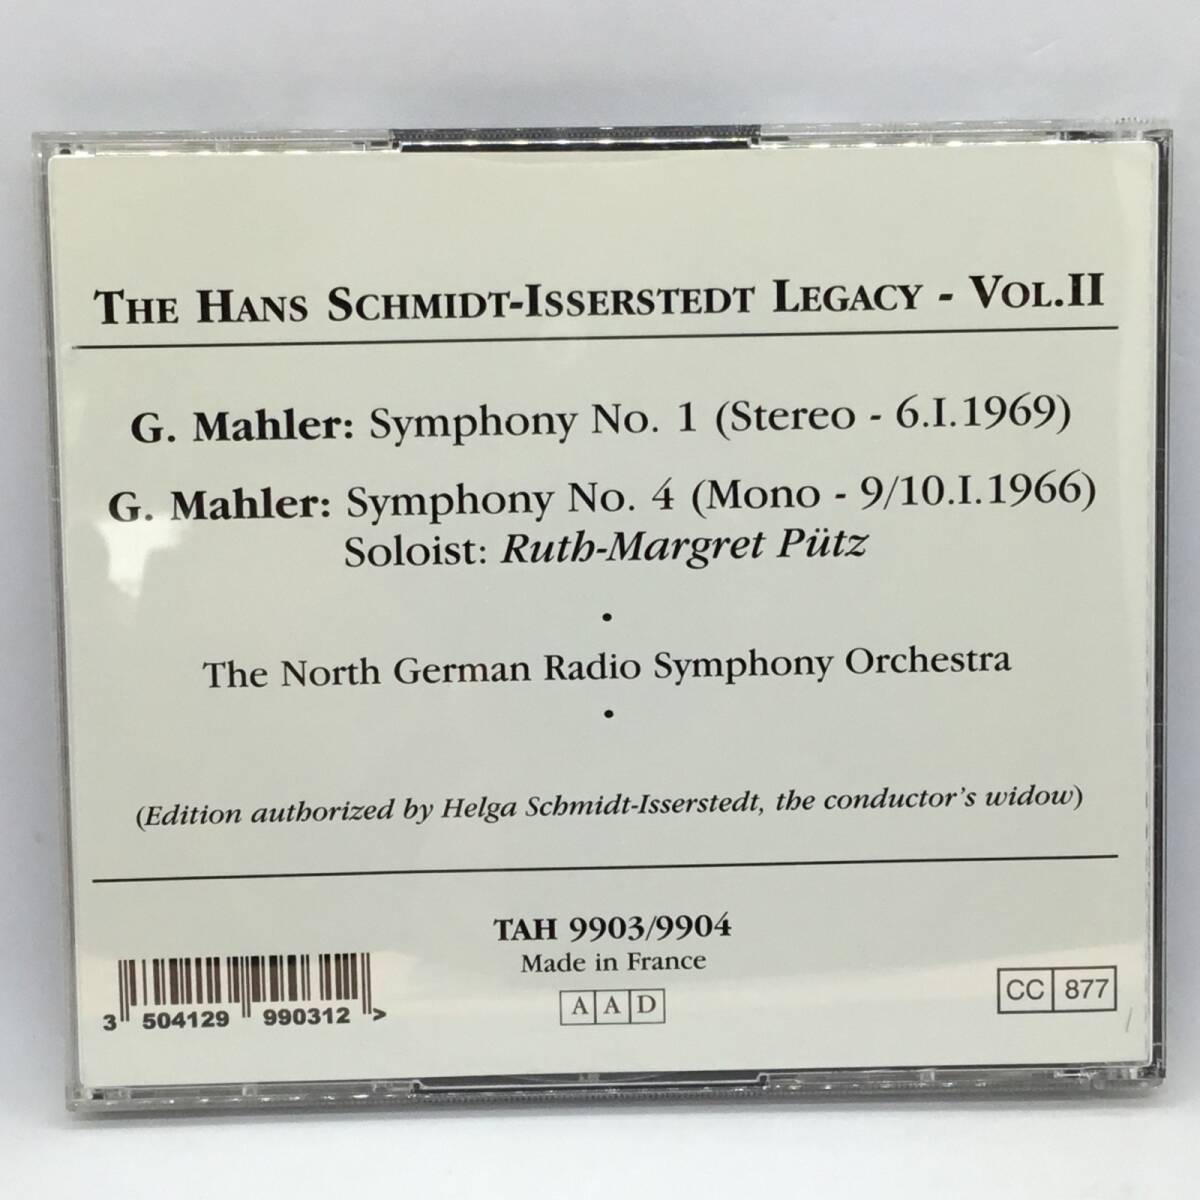 THE HANS SCHMIDT-ISSERSTEDT LEGACY - VOL.II
G. Mahler: Symphony No. 1 (Stereo - 6.I.1969)
G. Mahler: Symphony No. 4 (Mono - 9/10.I.1966)
Soloist: Ruth-Margret Pütz
•
The North German Radio Symphony Orchestra
•
(Edition authorized by Helga Schmidt-Isserstedt, the conductor's widow)
TAH 9903/9904
Made in France
A A D
3 504129 990312 >
CC 877